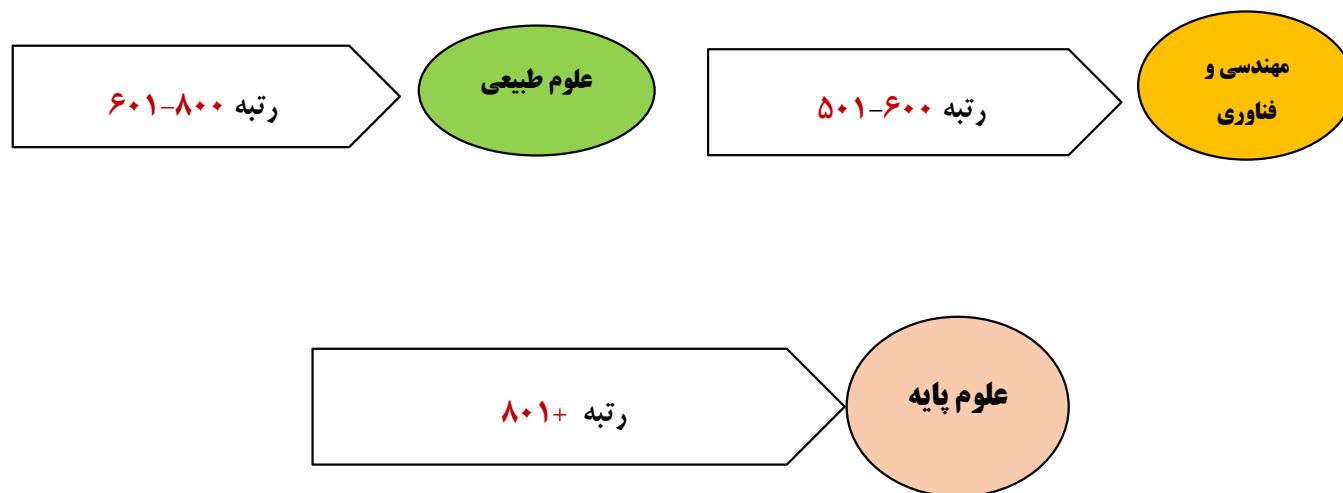 مهندسی و
فناوری
رتبه ۶۰۰-۵۰۱
علوم طبیعی
رتبه ۸۰۰-۶۰۱
علوم پایه
رتبه +۸۰۱